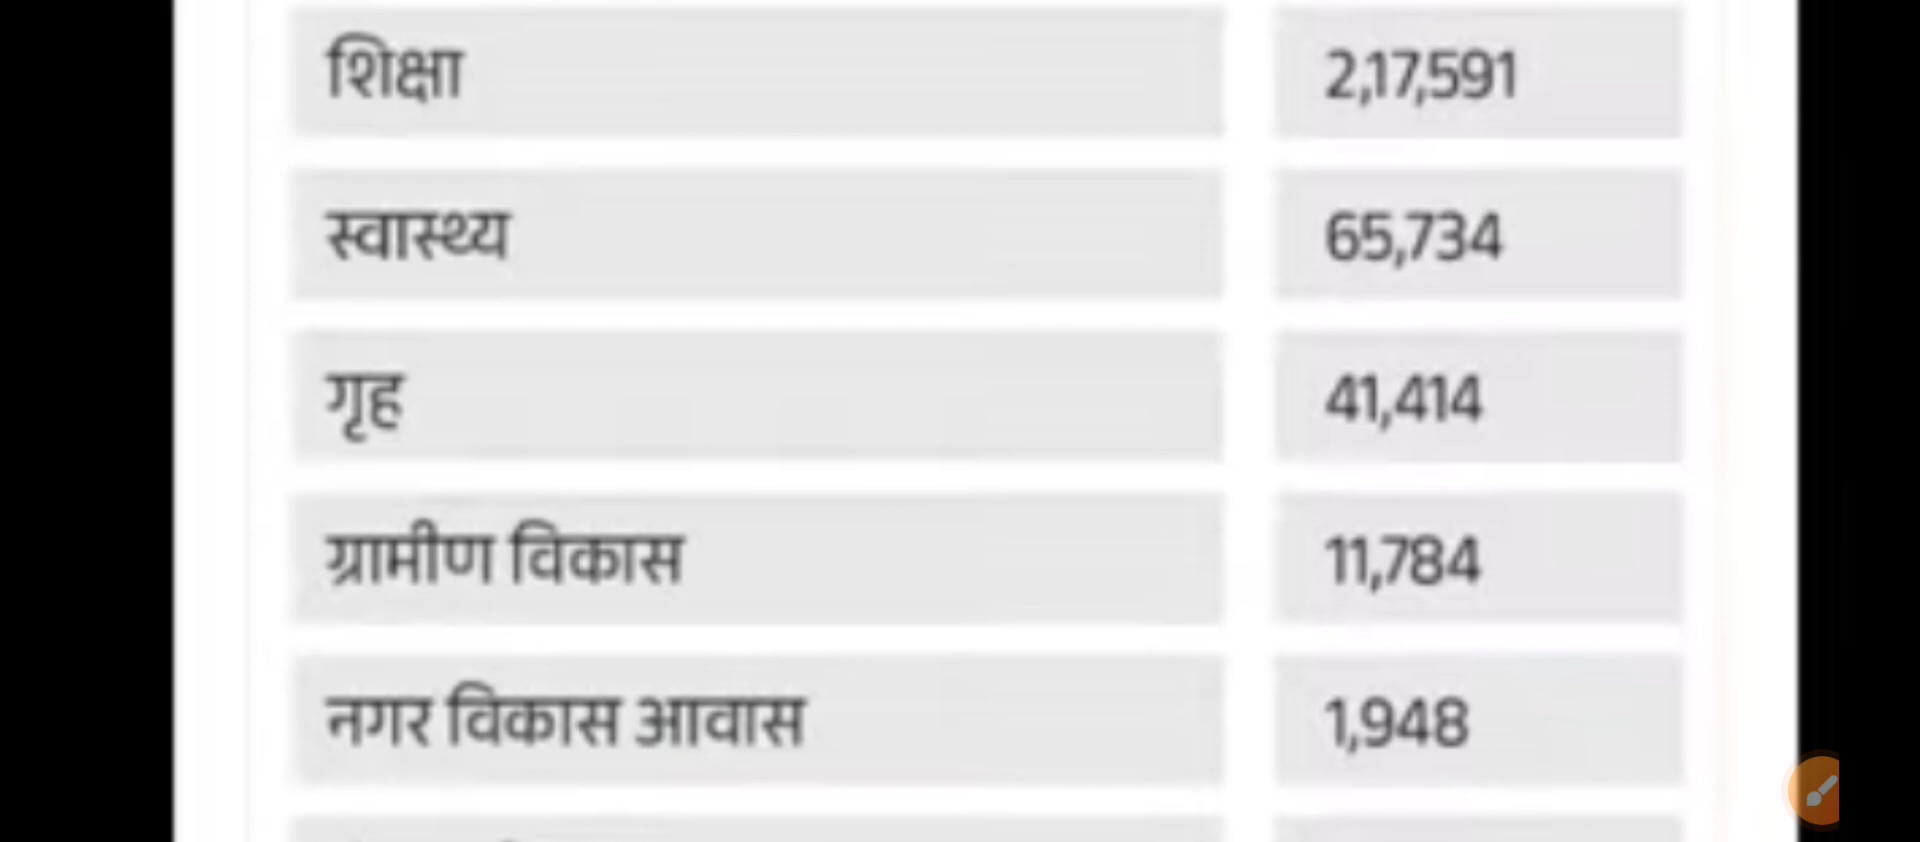 शिक्षा 2,17,591
स्वास्थ्य 65,734
गृह 41,414
ग्रामीण विकास 11,784
नगर विकास आवास 1,948